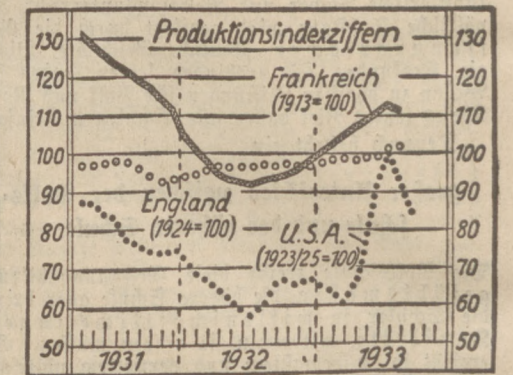 Produktionsindexziffern
130 130
120 Frankreich 120
110 (1913=100) 110
100 100
90 90
England
(1924=100)
80 U.S.A. 80
(1923/25=100)
70 70
60 60
50 50
1931 1932 1933